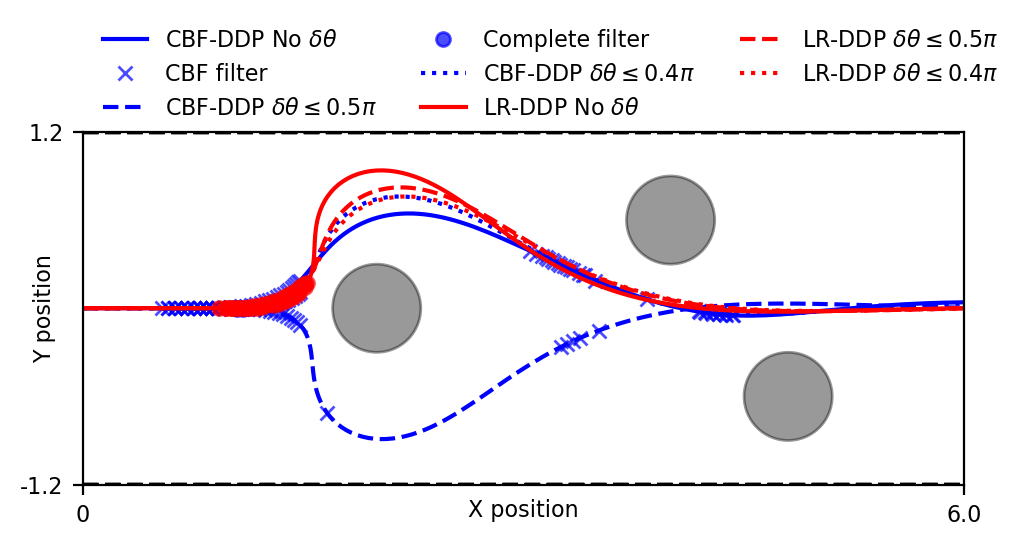 CBF-DDP No δθ
CBF filter
CBF-DDP δθ ≤ 0.5π
Complete filter
CBF-DDP δθ ≤ 0.4π
LR-DDP No δθ
LR-DDP δθ ≤ 0.5π
LR-DDP δθ ≤ 0.4π
1.2
Y position
-1.2
0
X position
6.0